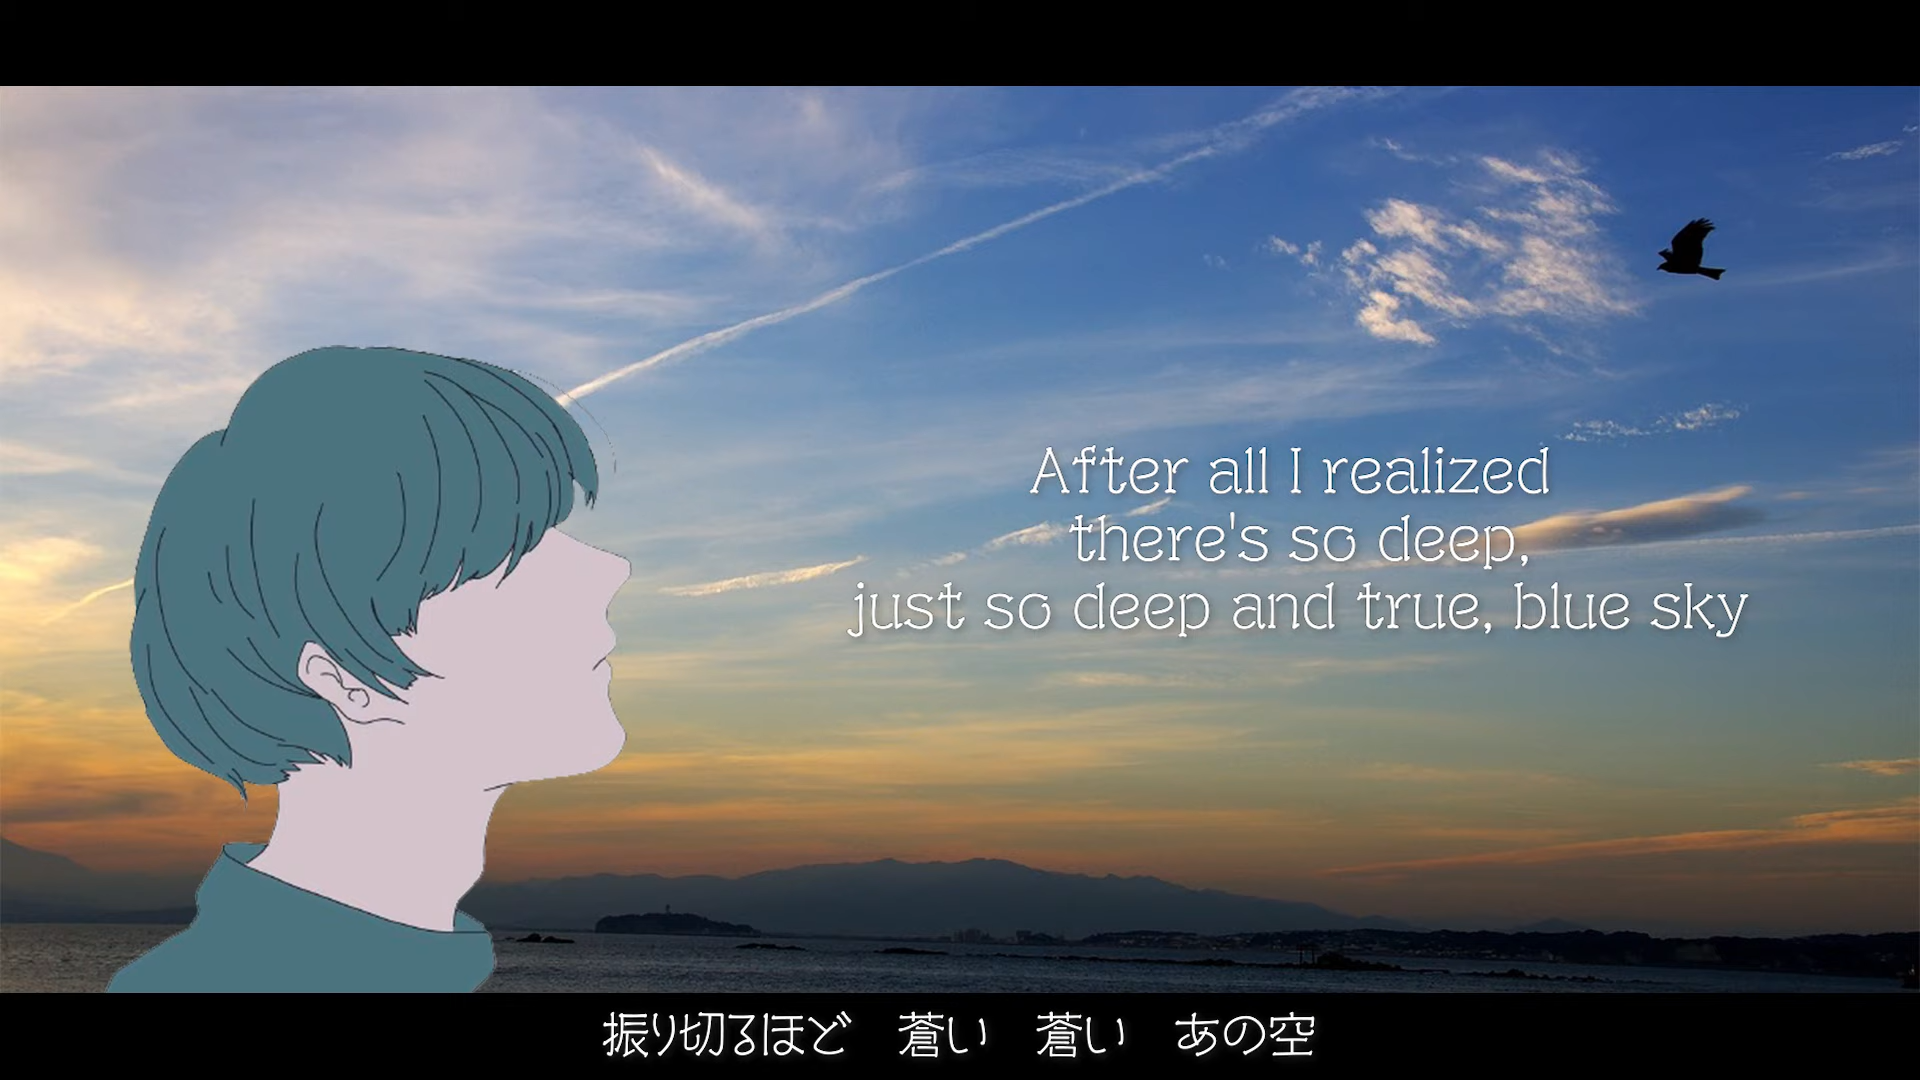 After all I realized
there's so deep,
just so deep and true, blue sky
振り切るほど　蒼い　蒼い　あの空